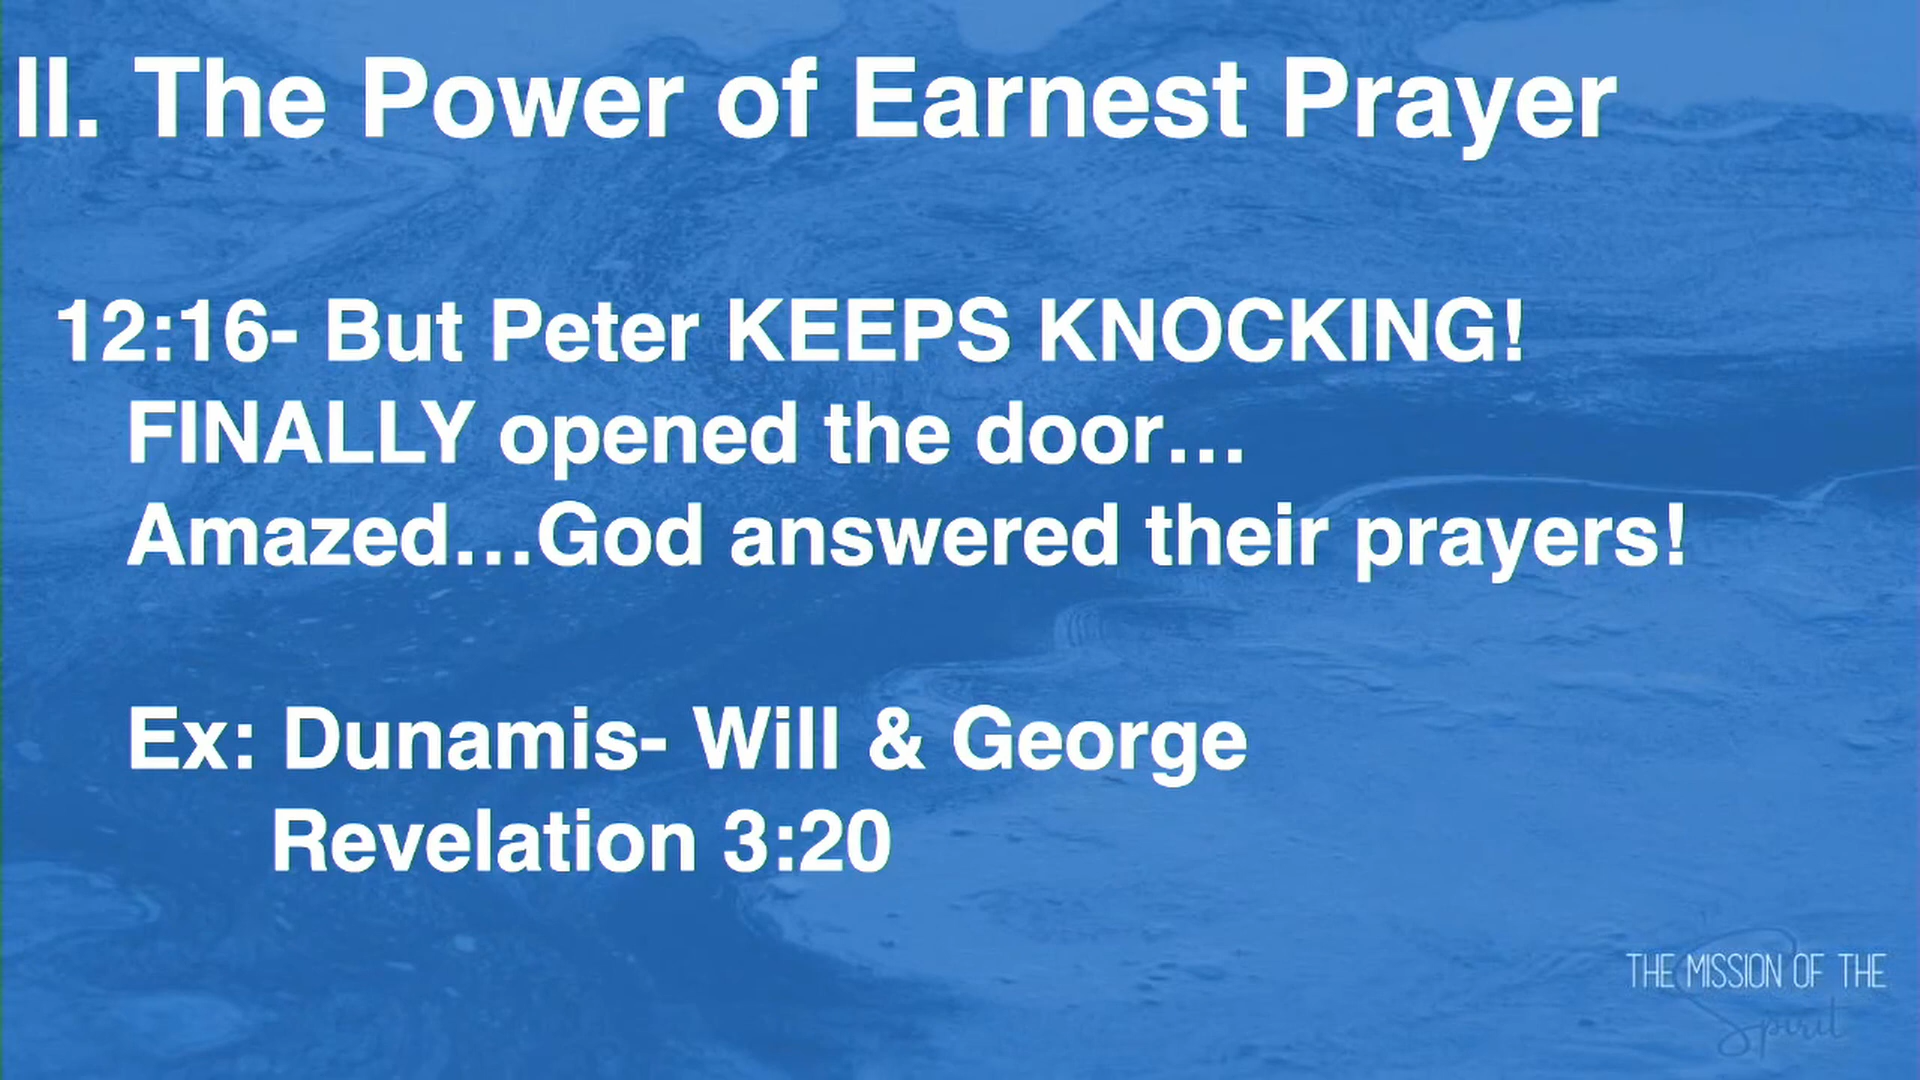 II. The Power of Earnest Prayer
12:16- But Peter KEEPS KNOCKING!
FINALLY opened the door...
Amazed...God answered their prayers!
Ex: Dunamis- Will & George
Revelation 3:20
THE MISSION OF THE
Spirit